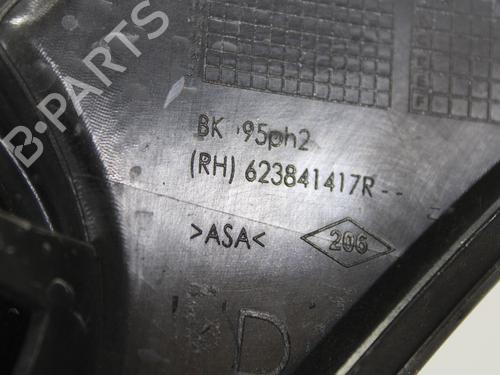 B-PARTS
BK 95ph2
(RH) 623841417R--
>ASA<
206
D